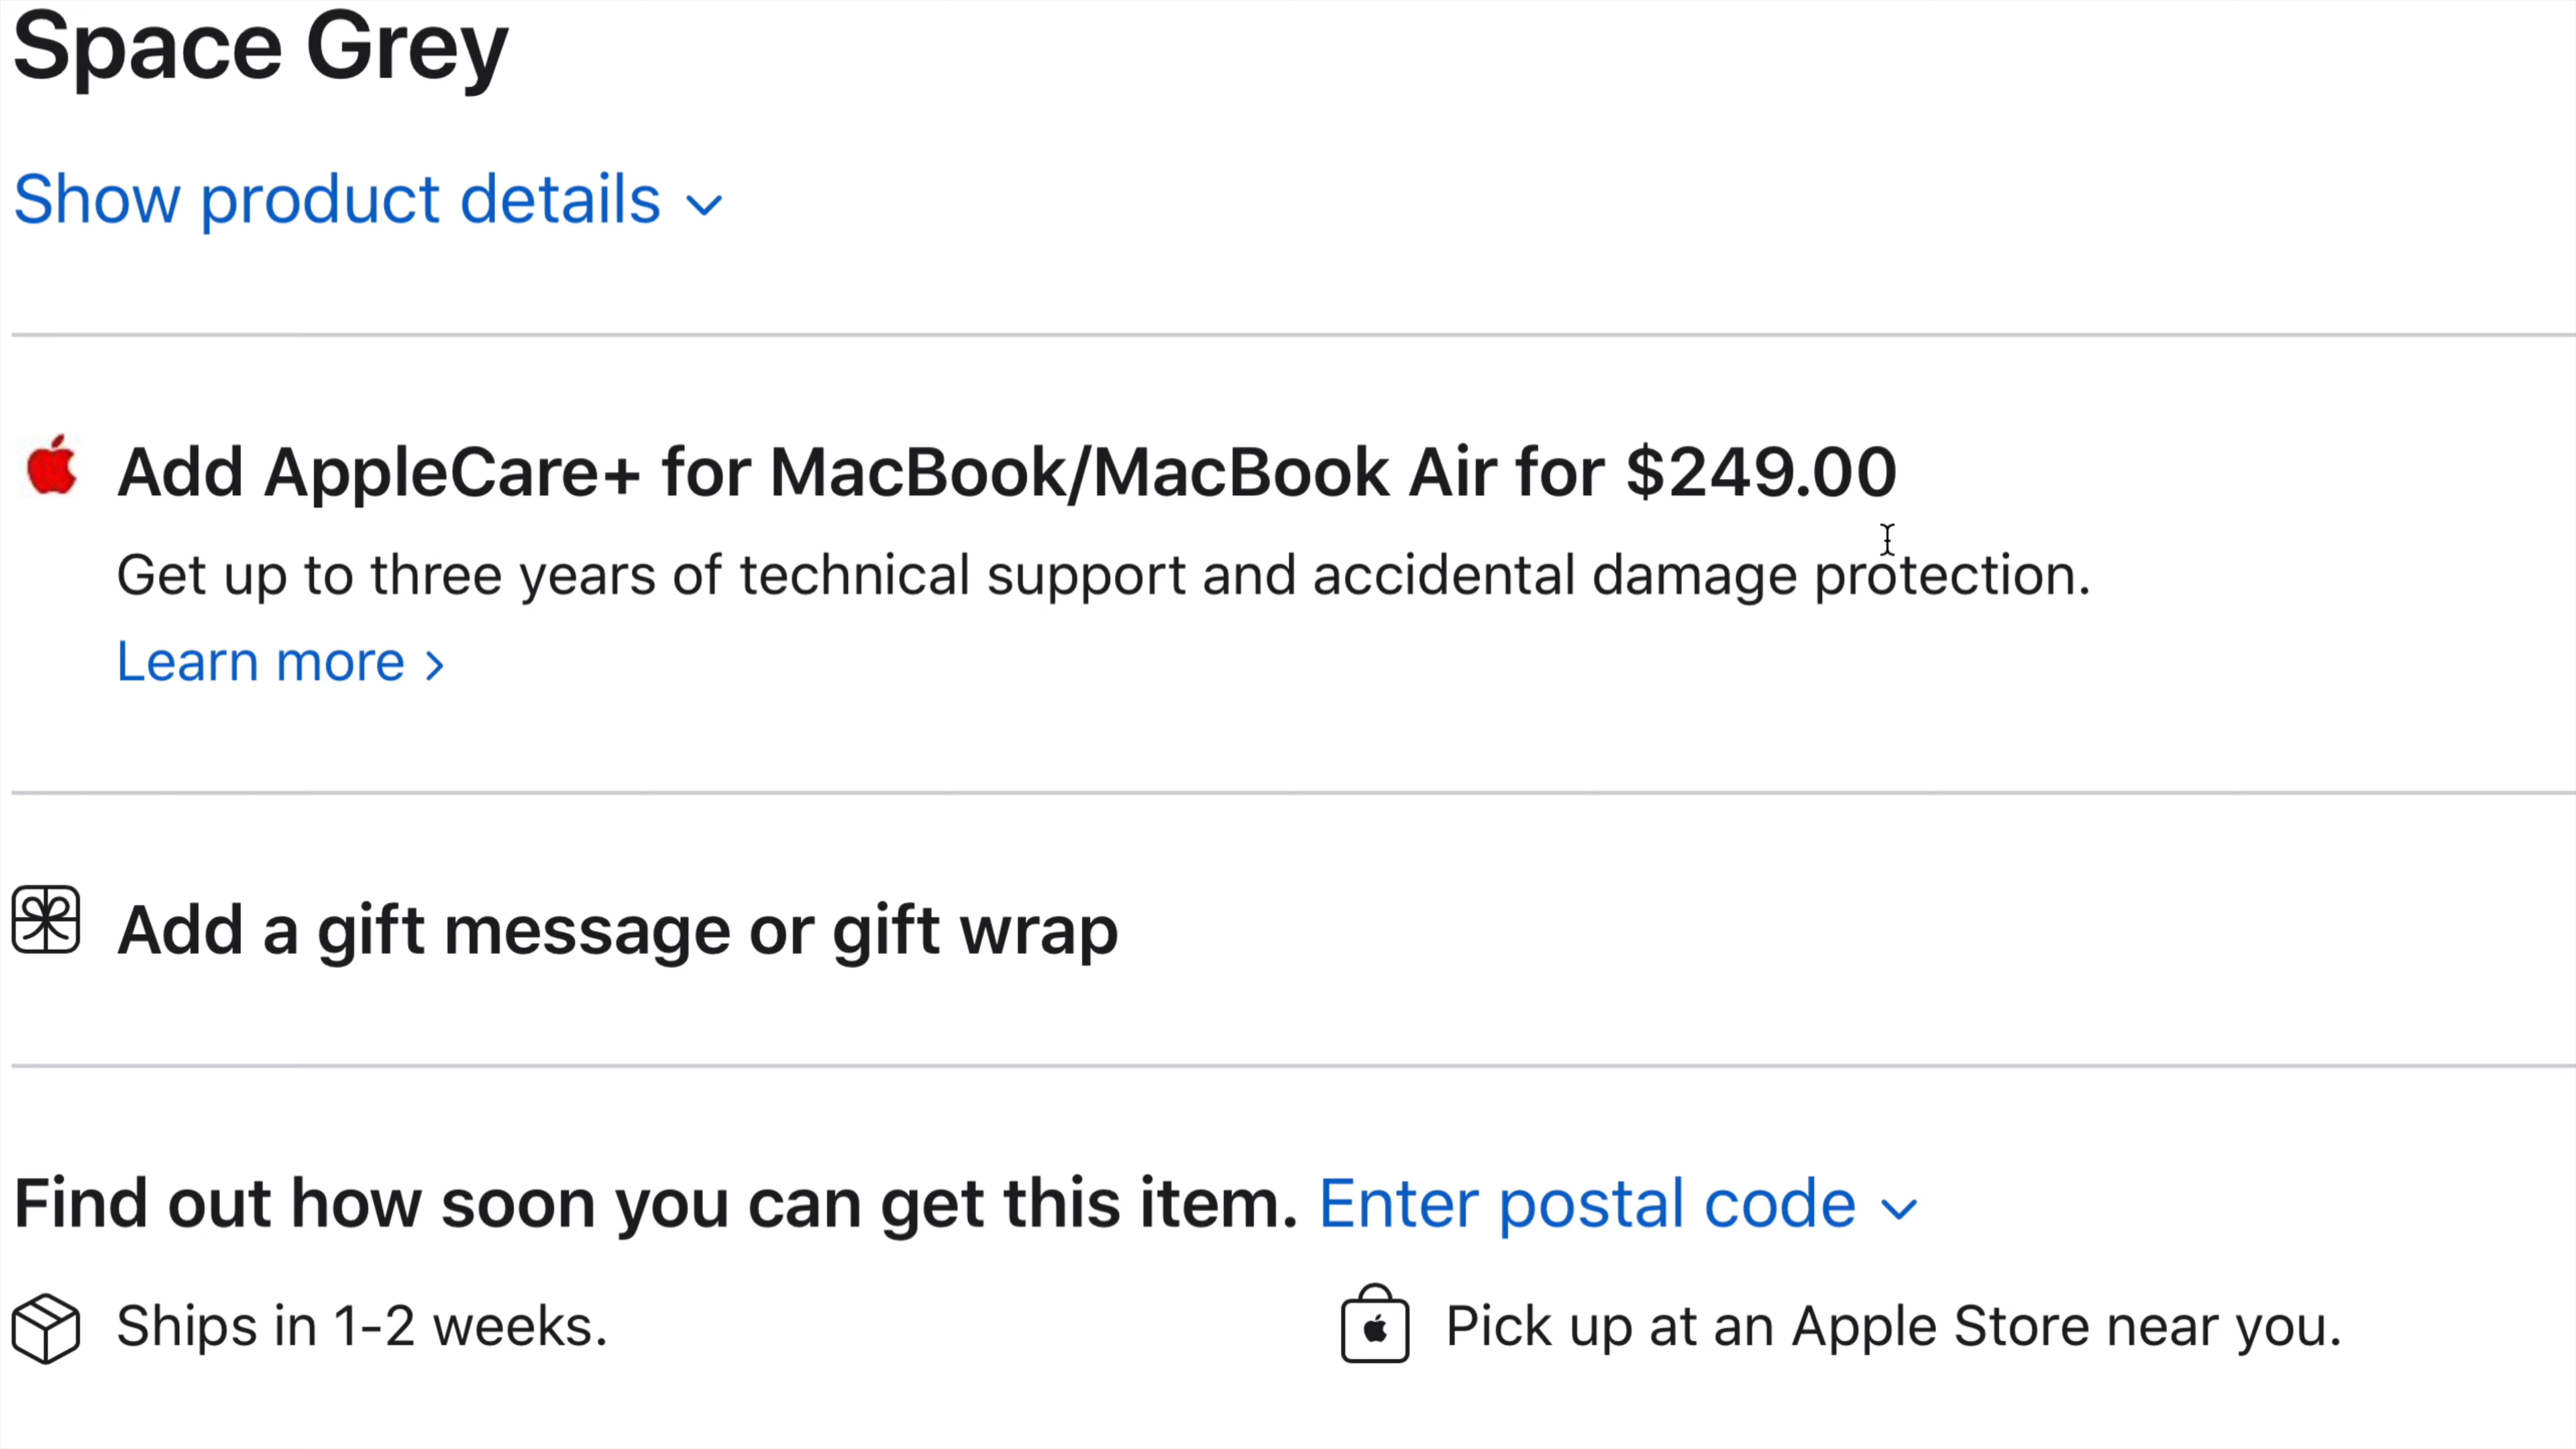 Space Grey
Show product details
Add AppleCare+ for MacBook/MacBook Air for $249.00
Get up to three years of technical support and accidental damage protection.
Learn more
Add a gift message or gift wrap
Find out how soon you can get this item. Enter postal code
Ships in 1-2 weeks.
Pick up at an Apple Store near you.